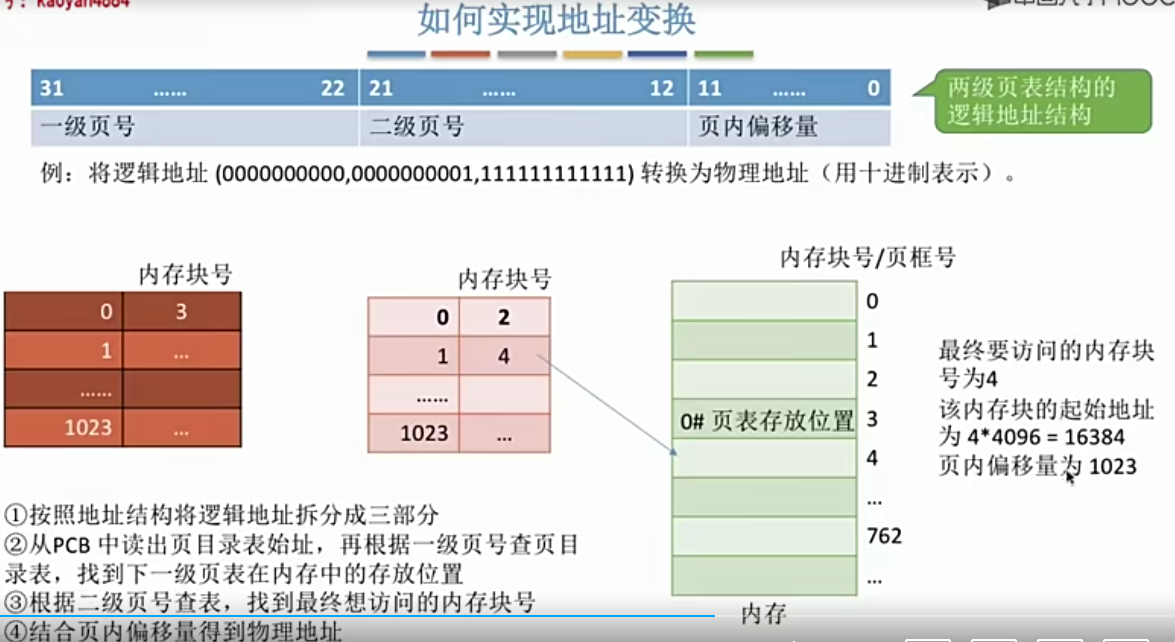 如何实现地址变换
31 …… 22 21 …… 12 11 …… 0
一级页号 二级页号 页内偏移量
两级页表结构的
逻辑地址结构
例：将逻辑地址 (0000000000,0000000001,111111111111) 转换为物理地址（用十进制表示）。
内存块号
0 3
1 ...
……
1023 ...
内存块号
0 2
1 4
……
1023 ...
内存块号/页框号
0
1
2
0# 页表存放位置 3
4
...
762
...
内存
最终要访问的内存块
号为4
该内存块的起始地址
为 4*4096 = 16384
页内偏移量为 1023
①按照地址结构将逻辑地址拆分成三部分
②从PCB 中读出页目录表始址，再根据一级页号查页目
录表，找到下一级页表在内存中的存放位置
③根据二级页号查表，找到最终想访问的内存块号
④结合页内偏移量得到物理地址